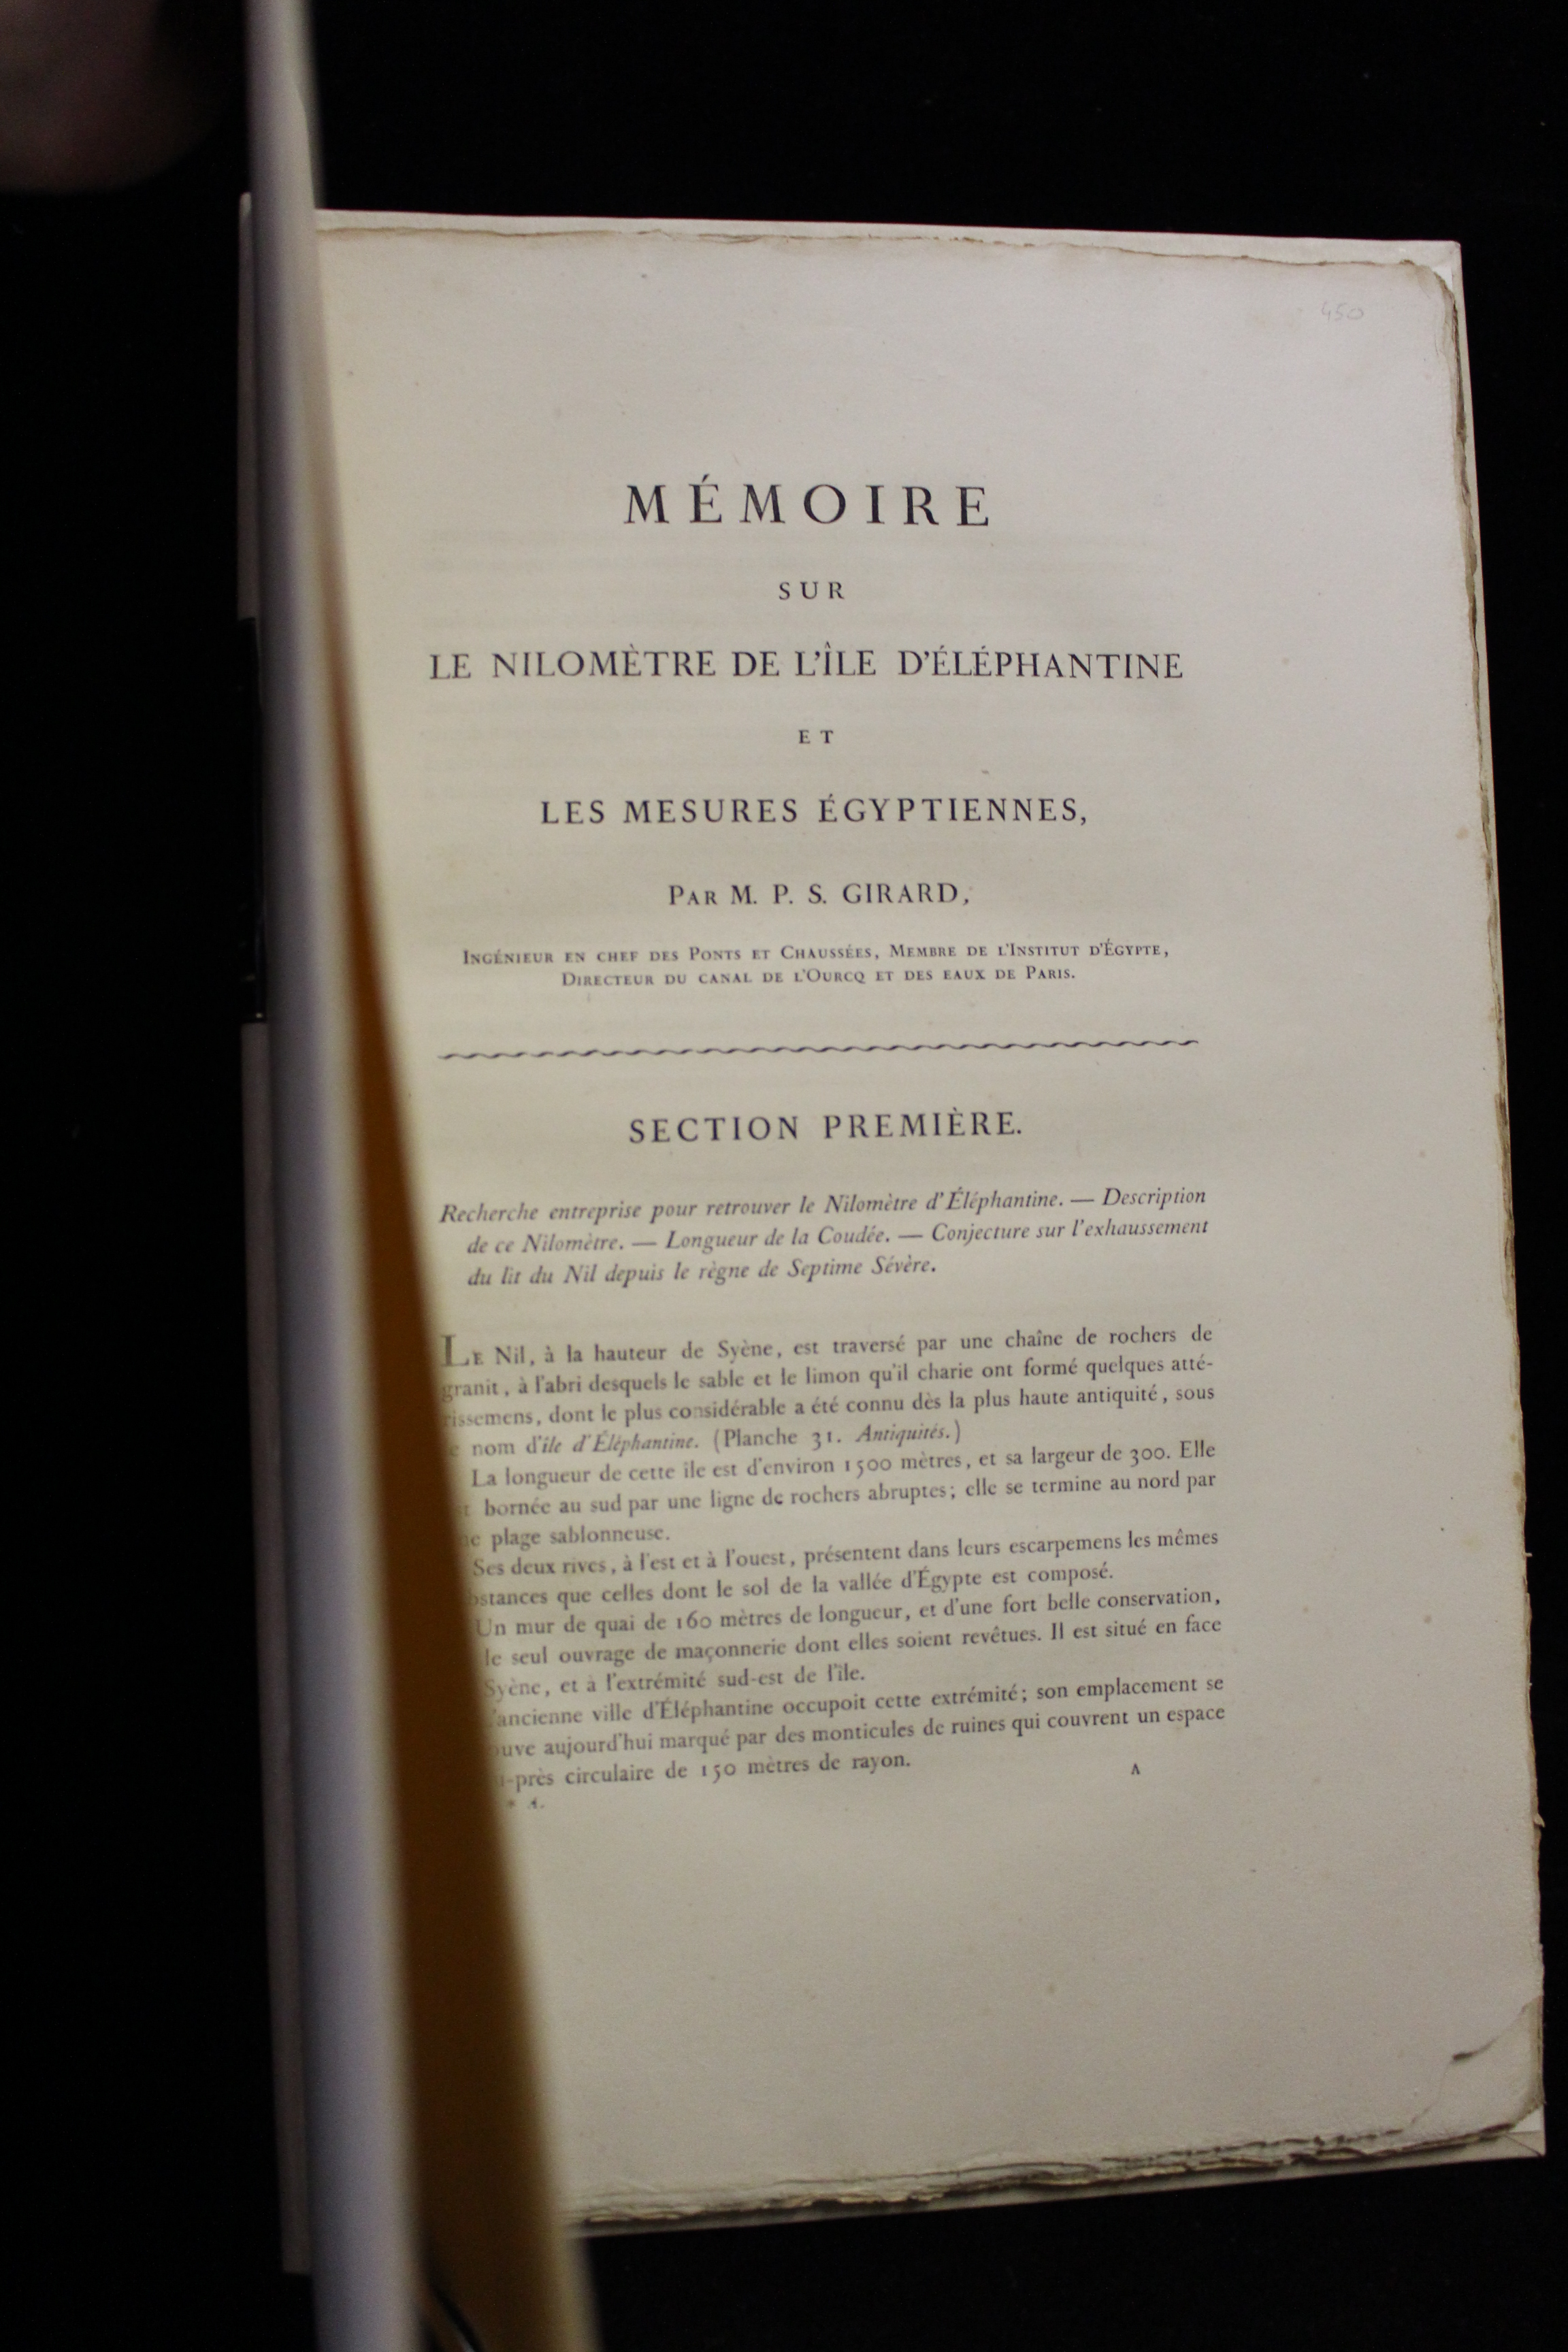 450
MÉMOIRE
SUR
LE NILOMÈTRE DE L'ÎLE D'ÉLÉPHANTINE
ET
LES MESURES ÉGYPTIENNES,
PAR M. P. S. GIRARD,
INGÉNIEUR EN CHEF DES PONTS ET CHAUSSÉES, MEMBRE DE L'INSTITUT D'ÉGYPTE,
DIRECTEUR DU CANAL DE L'OURCQ ET DES EAUX DE PARIS.
SECTION PREMIÈRE.
Recherche entreprise pour retrouver le Nilomètre d'Éléphantine. — Description
de ce Nilomètre. — Longueur de la Coudée. — Conjecture sur l'exhaussement
du lit du Nil depuis le règne de Septime Sévère.
LE Nil, à la hauteur de Syène, est traversé par une chaîne de rochers de
granit, à l'abri desquels le sable et le limon qu'il charie ont formé quelques atté-
rissemens, dont le plus considérable a été connu dès la plus haute antiquité, sous
nom d'île d'Éléphantine. (Planche 31. Antiquités.)
La longueur de cette île est d'environ 1500 mètres, et sa largeur de 300. Elle
bornée au sud par une ligne de rochers abruptes; elle se termine au nord par
plage sablonneuse.
Ses deux rives, à l'est et à l'ouest, présentent dans leurs escarpemens les mêmes
stances que celles dont le sol de la vallée d'Égypte est composé.
Un mur de quai de 160 mètres de longueur, et d'une fort belle conservation,
le seul ouvrage de maçonnerie dont elles soient revêtues. Il est situé en face
Syène, et à l'extrémité sud-est de l'île.
'ancienne ville d'Éléphantine occupoit cette extrémité; son emplacement se
ouve aujourd'hui marqué par des monticules de ruines qui couvrent un espace
-près circulaire de 150 mètres de rayon.
A. A